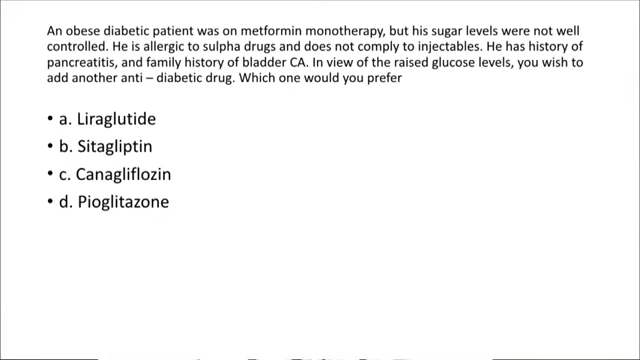 An obese diabetic patient was on metformin monotherapy, but his sugar levels were not well
controlled. He is allergic to sulpha drugs and does not comply to injectables. He has history of
pancreatitis, and family history of bladder CA. In view of the raised glucose levels, you wish to
add another anti – diabetic drug. Which one would you prefer
• a. Liraglutide
• b. Sitagliptin
• c. Canagliflozin
• d. Pioglitazone